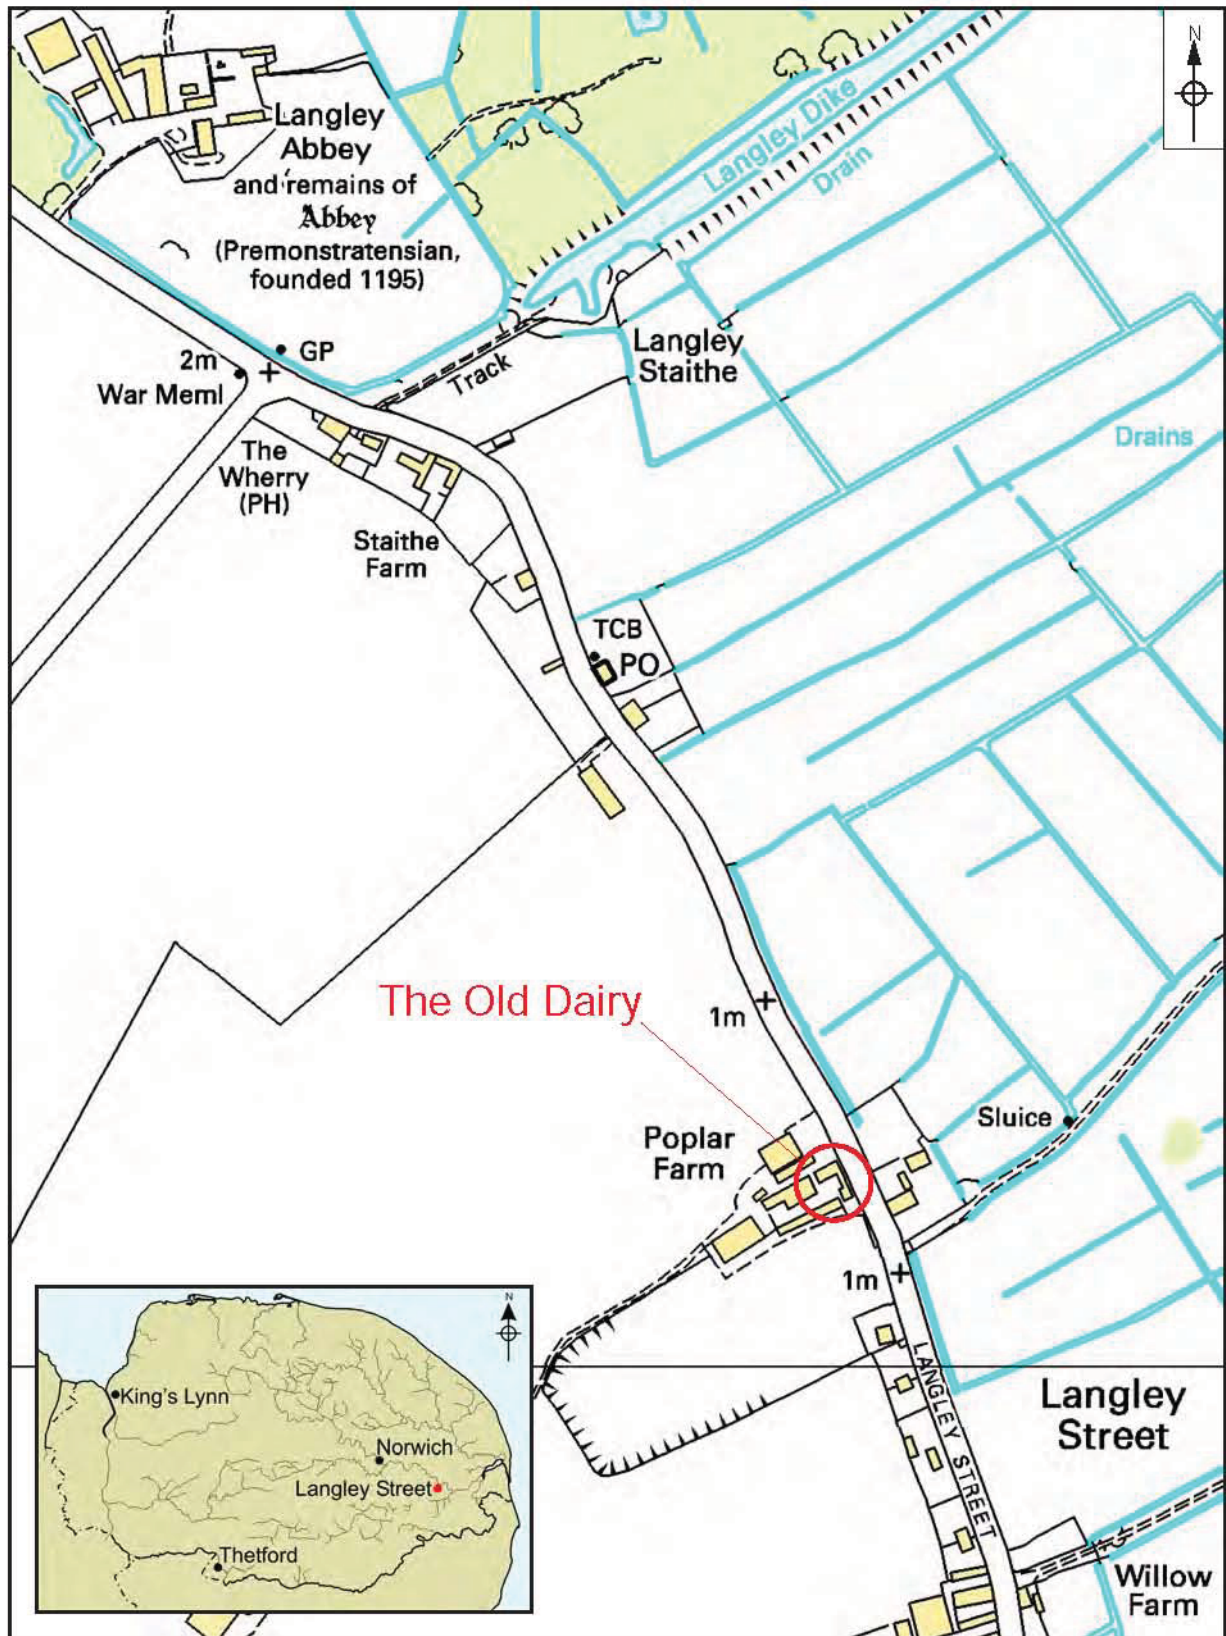 N
Langley Dike
Drain
Langley
Abbey
and remains of
Abbey
(Premonstratensian,
founded 1195)
Langley
Staithe
GP
2m
War Meml
Track
The
Wherry
(PH)
Drains
Staithe
Farm
TCB
PO
The Old Dairy
1m
Sluice
Poplar
Farm
1m
LANGLEY STREET
Langley
Street
Willow
Farm
N
King's Lynn
Norwich
Langley Street
Thetford